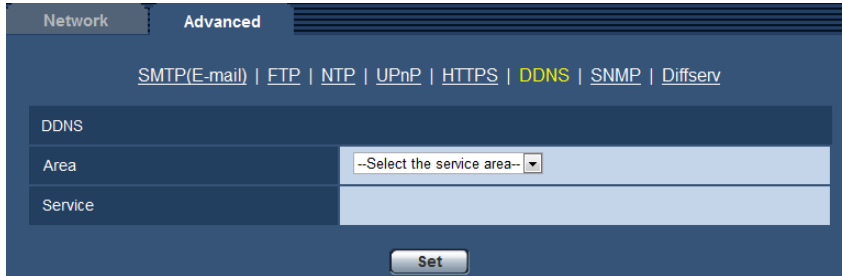 Network Advanced
SMTP(E-mail) | FTP | NTP | UPnP | HTTPS | DDNS | SNMP | Diffserv
DDNS
Area --Select the service area--
Service
Set